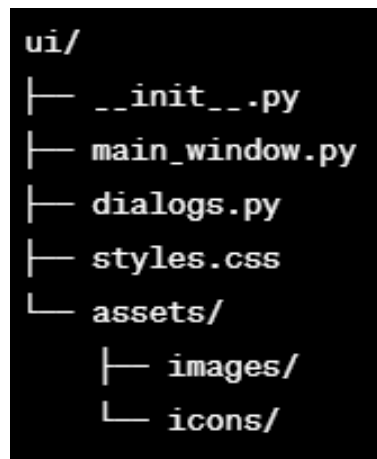 ui/
├── __init__.py
├── main_window.py
├── dialogs.py
├── styles.css
└── assets/
    ├── images/
    └── icons/